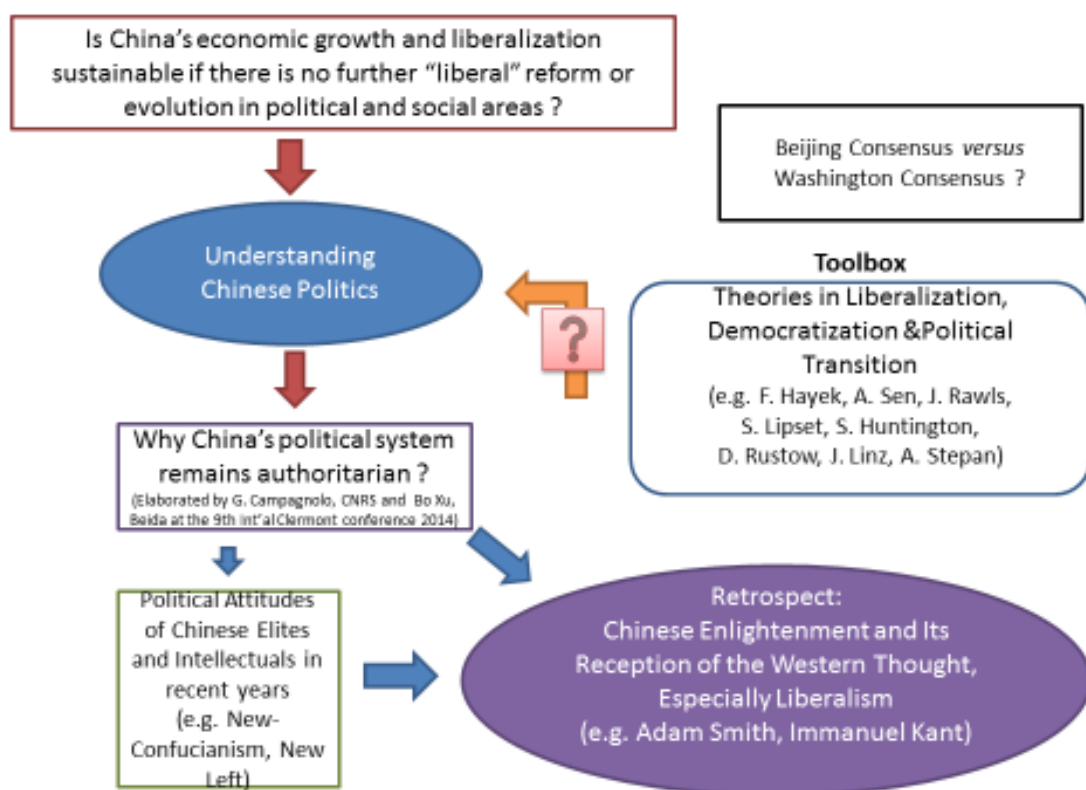 Is China's economic growth and liberalization
sustainable if there is no further "liberal" reform or
evolution in political and social areas ?
Beijing Consensus versus
Washington Consensus ?
Understanding
Chinese Politics
?
Toolbox
Theories in Liberalization,
Democratization &Political
Transition
(e.g. F. Hayek, A. Sen, J. Rawls,
S. Lipset, S. Huntington,
D. Rustow, J. Linz, A. Stepan)
Why China's political system
remains authoritarian ?
(Elaborated by G. Campagnolo, CNRS and Bo Xu,
Beida at the 9th int'al Clermont conference 2014)
Political Attitudes
of Chinese Elites
and Intellectuals in
recent years
(e.g. New-
Confucianism, New
Left)
Retrospect:
Chinese Enlightenment and Its
Reception of the Western Thought,
Especially Liberalism
(e.g. Adam Smith, Immanuel Kant)